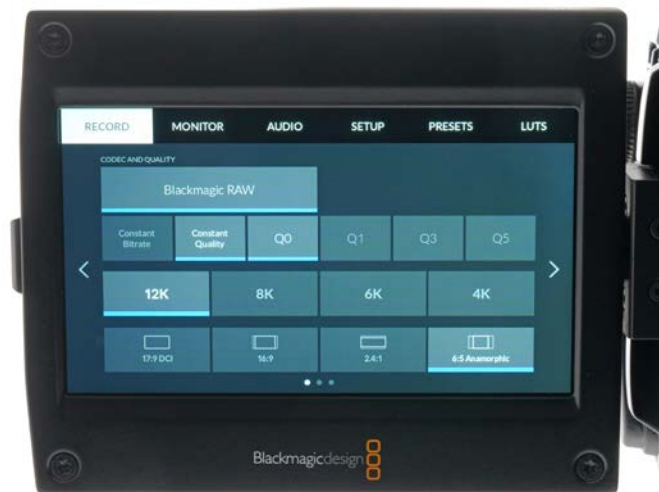 RECORD MONITOR AUDIO SETUP PRESETS LUTS
CODEC AND QUALITY
Blackmagic RAW
Constant Bitrate Constant Quality Q0 Q1 Q3 Q5
12K 8K 6K 4K
17:9 DCI 16:9 2.4:1 6:5 Anamorphic
Blackmagicdesign